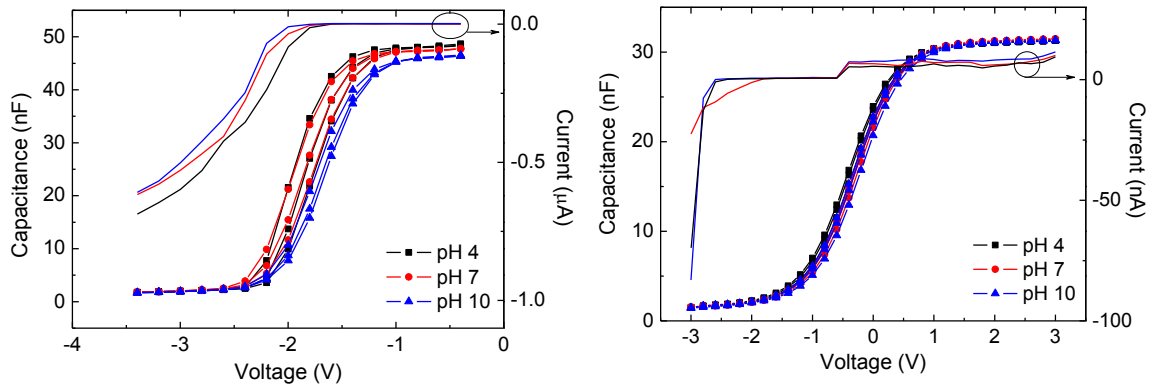 60
50
40
30
20
10
0
Capacitance (nF)
-4
-3
-2
-1
0
Voltage (V)
0.0
-0.5
-1.0
Current (μA)
pH 4
pH 7
pH 10
30
20
10
0
Capacitance (nF)
-3
-2
-1
0
1
2
3
Voltage (V)
0
-50
-100
Current (nA)
pH 4
pH 7
pH 10